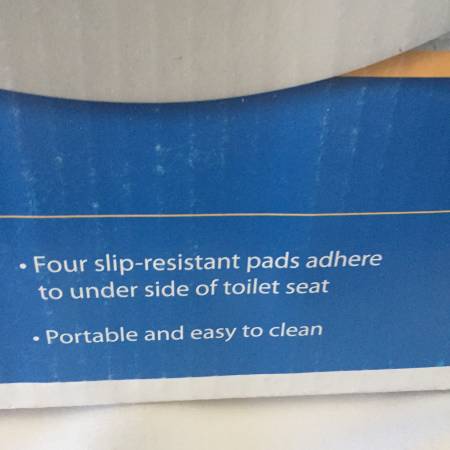 • Four slip-resistant pads adhere
to under side of toilet seat
• Portable and easy to clean